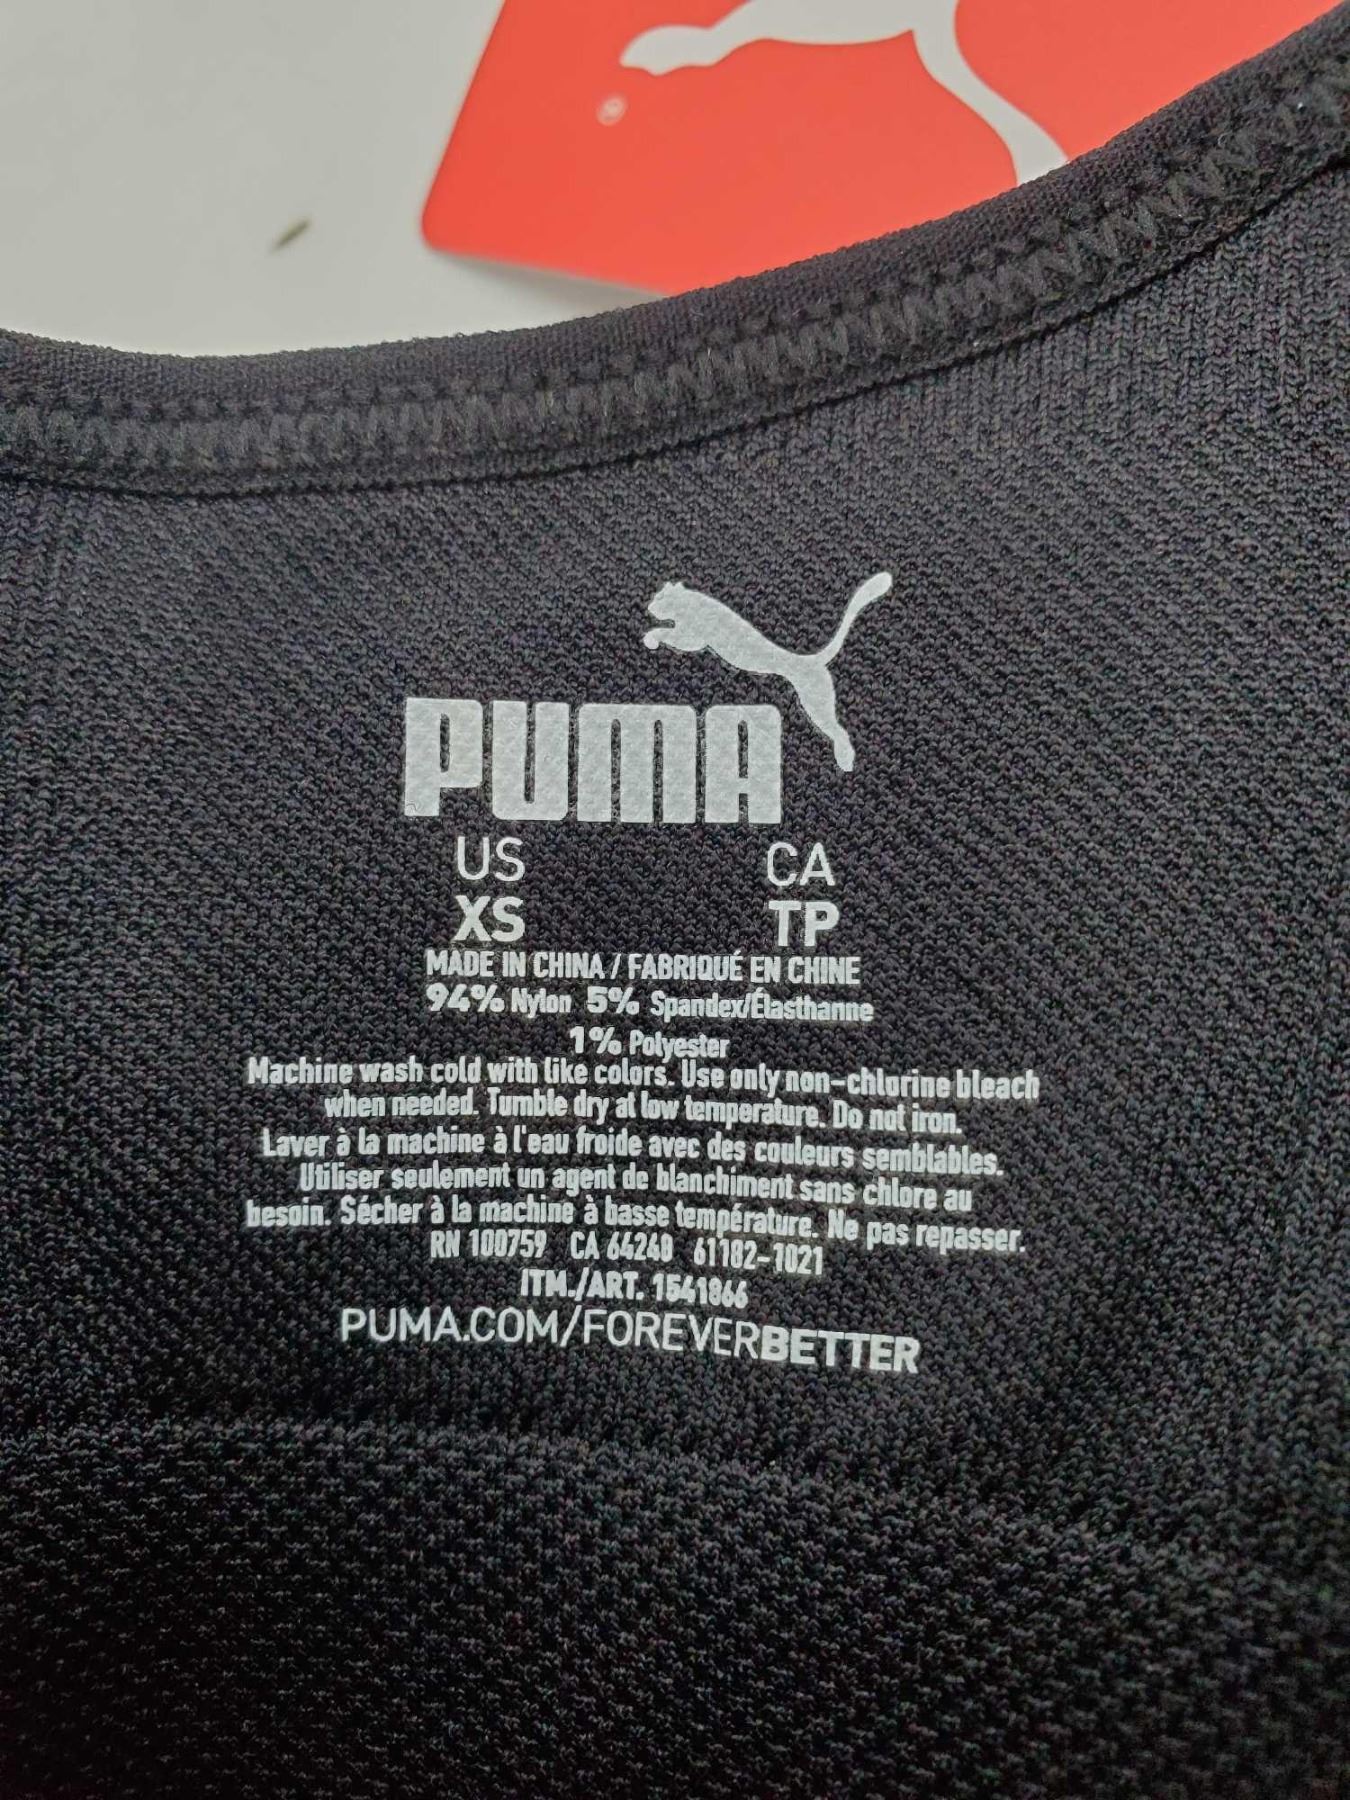 PUMA
US CA
XS TP
MADE IN CHINA / FABRIQUÉ EN CHINE
94% Nylon 5% Spandex/Élasthanne
1% Polyester
Machine wash cold with like colors. Use only non-chlorine bleach
when needed. Tumble dry at low temperature. Do not iron.
Laver à la machine à l'eau froide avec des couleurs semblables.
Utiliser seulement un agent de blanchiment sans chlore au
besoin. Sécher à la machine à basse température. Ne pas repasser.
RN 100759 CA 64240 61182-1021
ITM./ART. 1541866
PUMA.COM/FOREVERBETTER